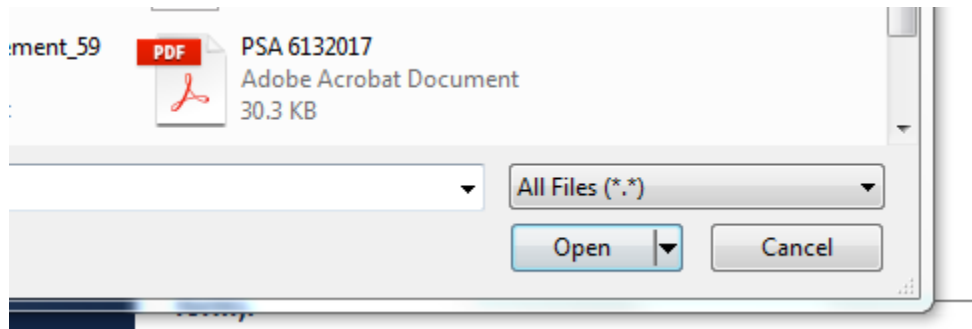 ement_59
PDF
PSA 6132017
Adobe Acrobat Document
30.3 KB
All Files (*.*)
Open
Cancel